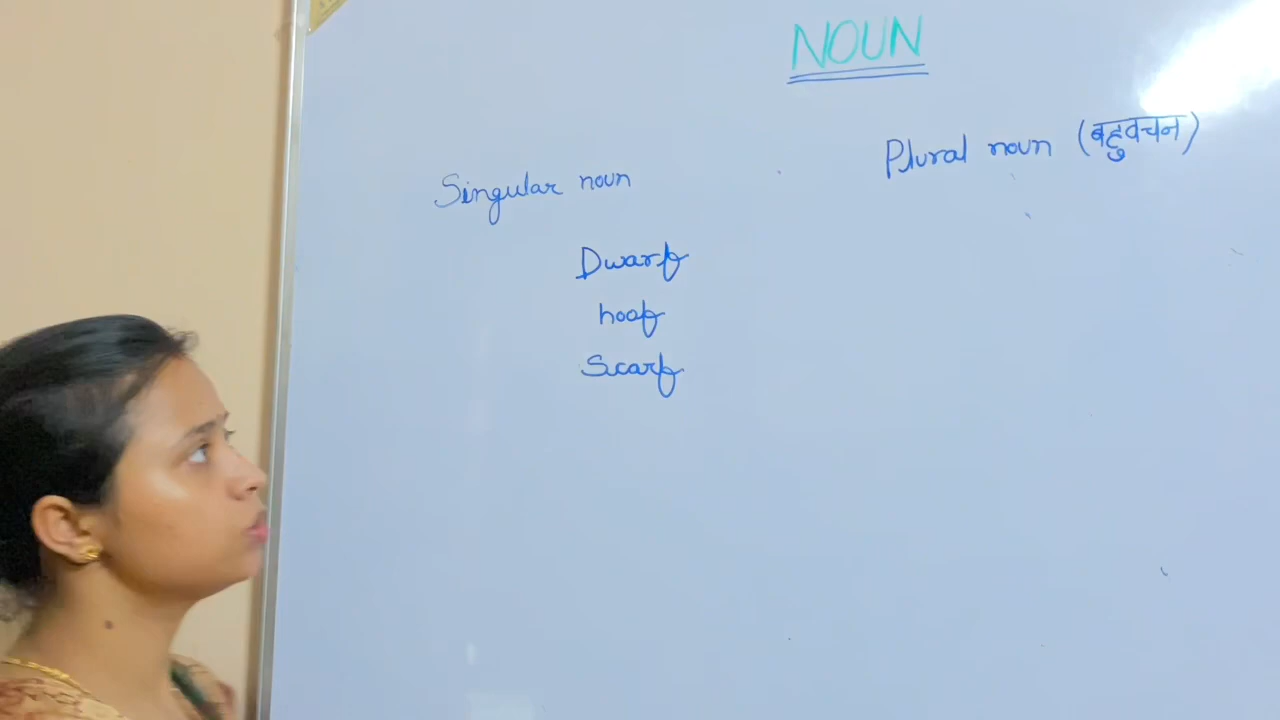 NOUN
Singular noun
Plural noun (बहुवचन)
Dwarf
hoof
Scarf